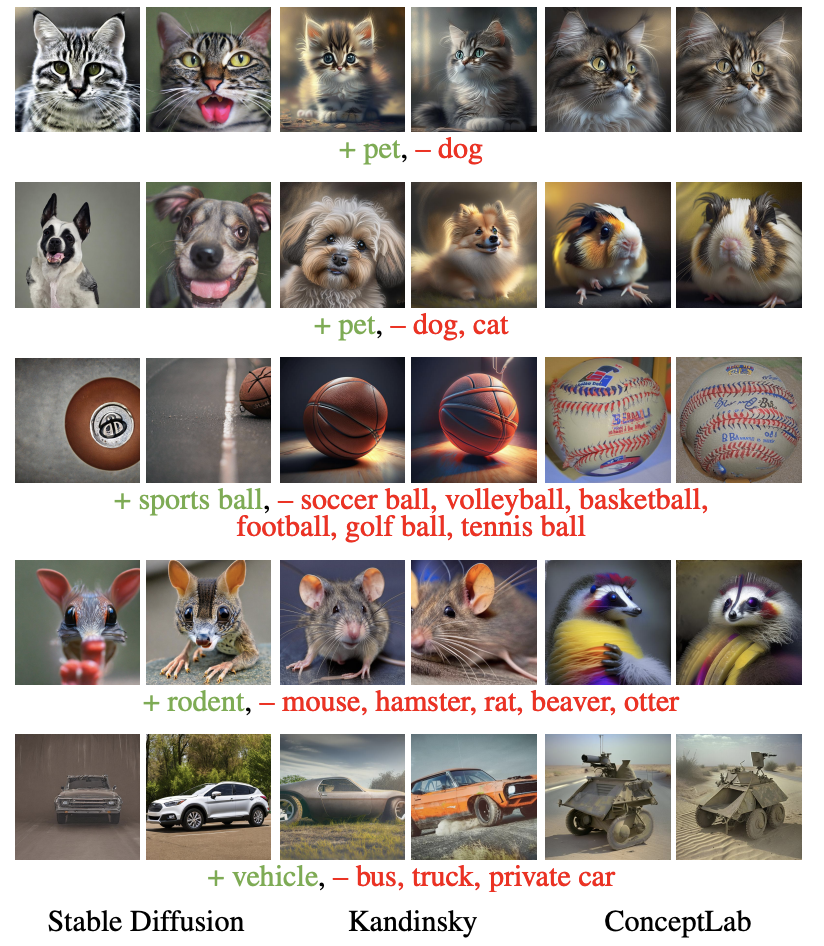 + pet, – dog
+ pet, – dog, cat
+ sports ball, – soccer ball, volleyball, basketball,
football, golf ball, tennis ball
+ rodent, – mouse, hamster, rat, beaver, otter
+ vehicle, – bus, truck, private car
Stable Diffusion Kandinsky ConceptLab